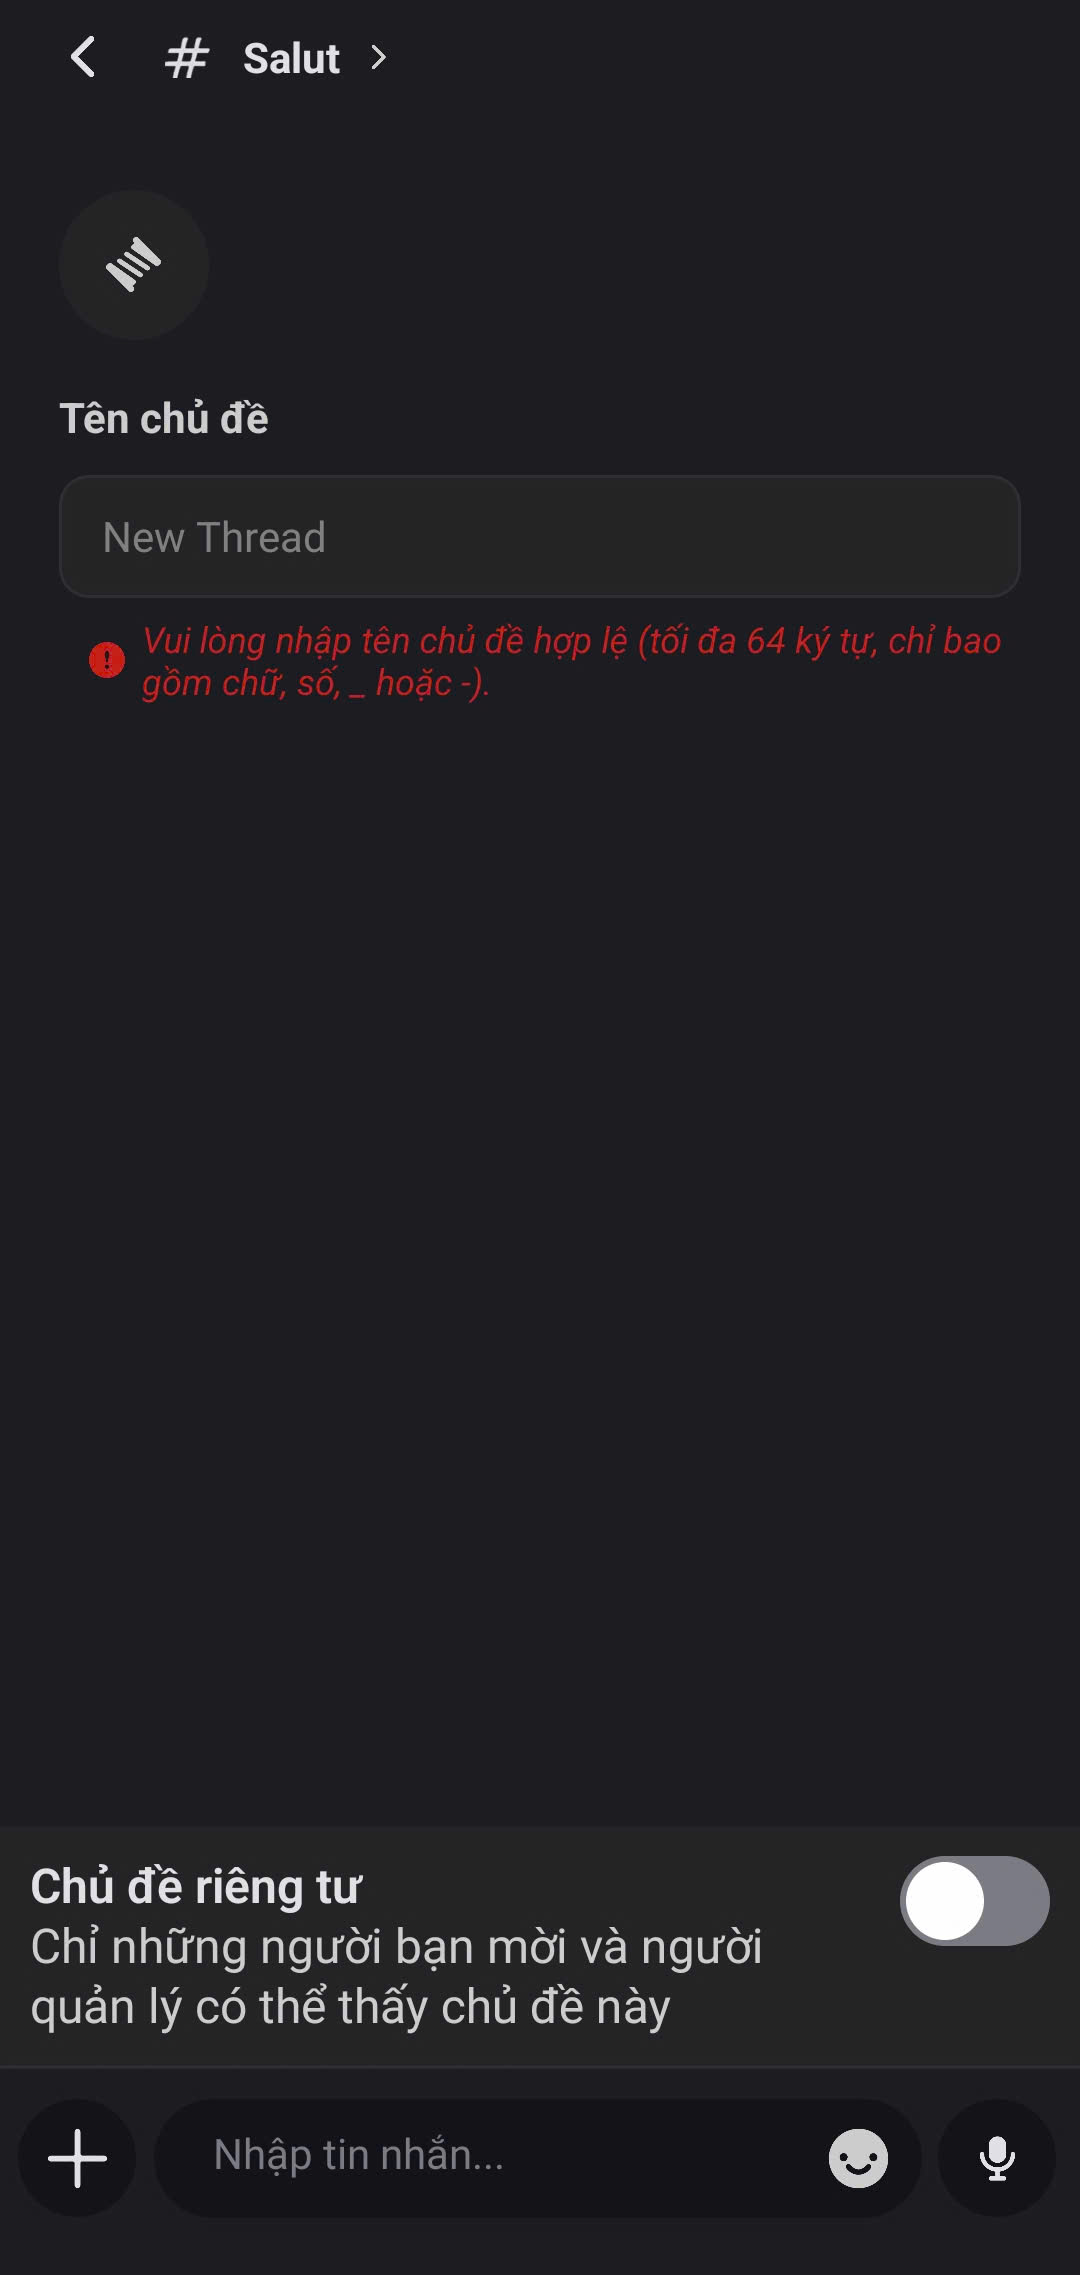 # Salut
Tên chủ đề
New Thread
Vui lòng nhập tên chủ đề hợp lệ (tối đa 64 ký tự, chỉ bao
gồm chữ, số, _ hoặc -).
Chủ đề riêng tư
Chỉ những người bạn mời và người
quản lý có thể thấy chủ đề này
Nhập tin nhắn...